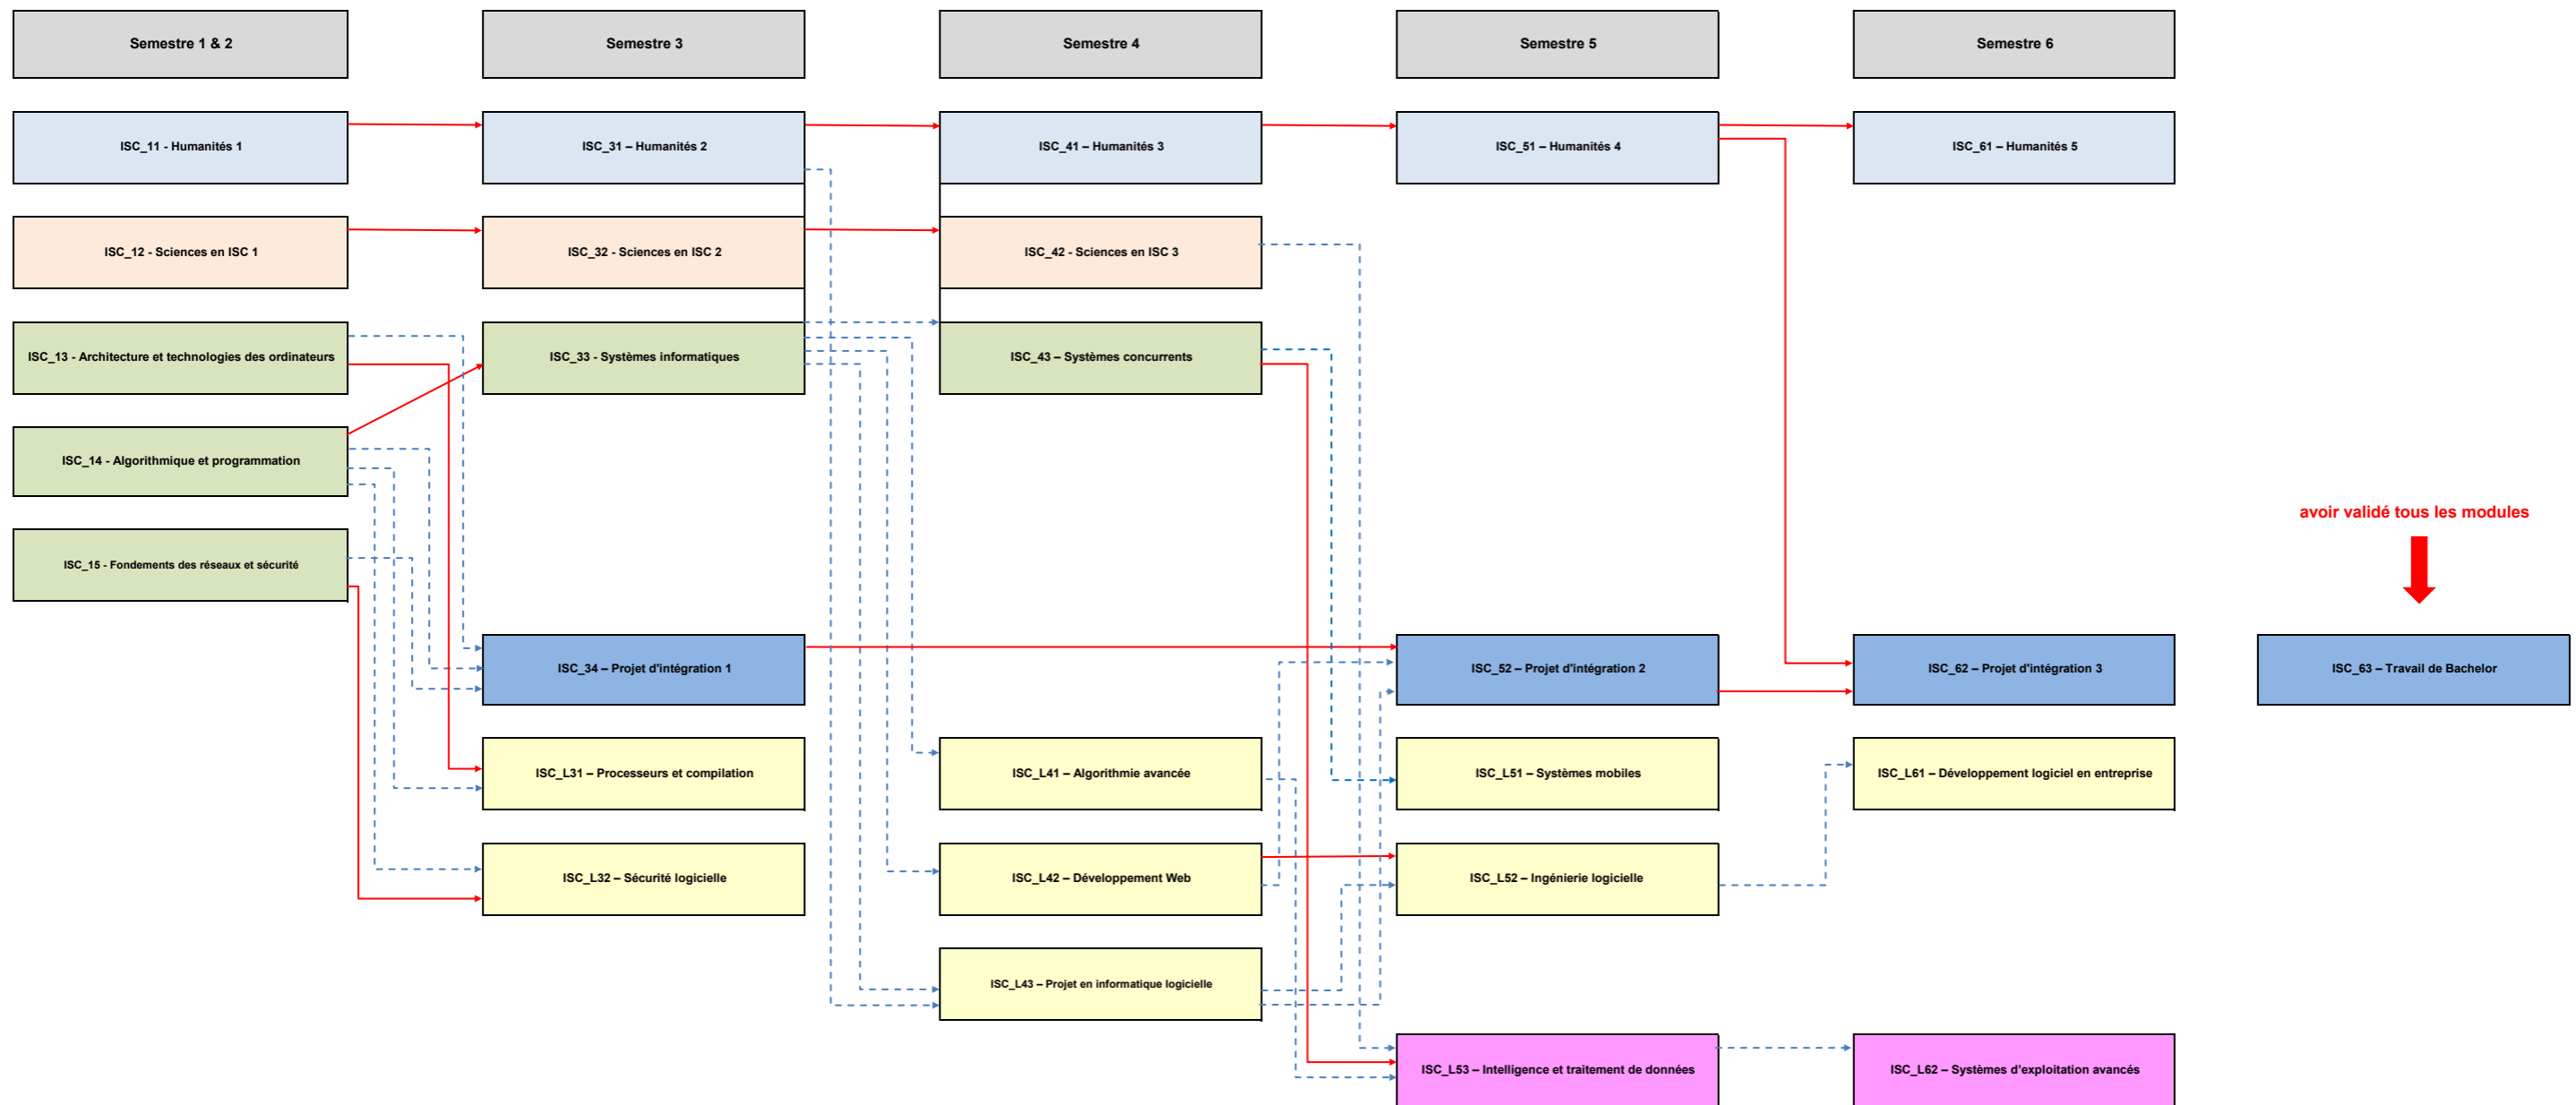 Semestre 1 & 2
Semestre 3
Semestre 4
Semestre 5
Semestre 6
ISC_11 - Humanités 1
ISC_31 – Humanités 2
ISC_41 – Humanités 3
ISC_51 – Humanités 4
ISC_61 – Humanités 5
ISC_12 - Sciences en ISC 1
ISC_32 - Sciences en ISC 2
ISC_42 - Sciences en ISC 3
ISC_13 - Architecture et technologies des ordinateurs
ISC_33 - Systèmes informatiques
ISC_43 – Systèmes concurrents
ISC_14 - Algorithmique et programmation
avoir validé tous les modules
ISC_15 - Fondements des réseaux et sécurité
ISC_34 – Projet d'intégration 1
ISC_52 – Projet d'intégration 2
ISC_62 – Projet d'intégration 3
ISC_63 – Travail de Bachelor
ISC_L31 – Processeurs et compilation
ISC_L41 – Algorithmie avancée
ISC_L51 – Systèmes mobiles
ISC_L61 – Développement logiciel en entreprise
ISC_L32 – Sécurité logicielle
ISC_L42 – Développement Web
ISC_L52 – Ingénierie logicielle
ISC_L43 – Projet en informatique logicielle
ISC_L53 – Intelligence et traitement de données
ISC_L62 – Systèmes d'exploitation avancés